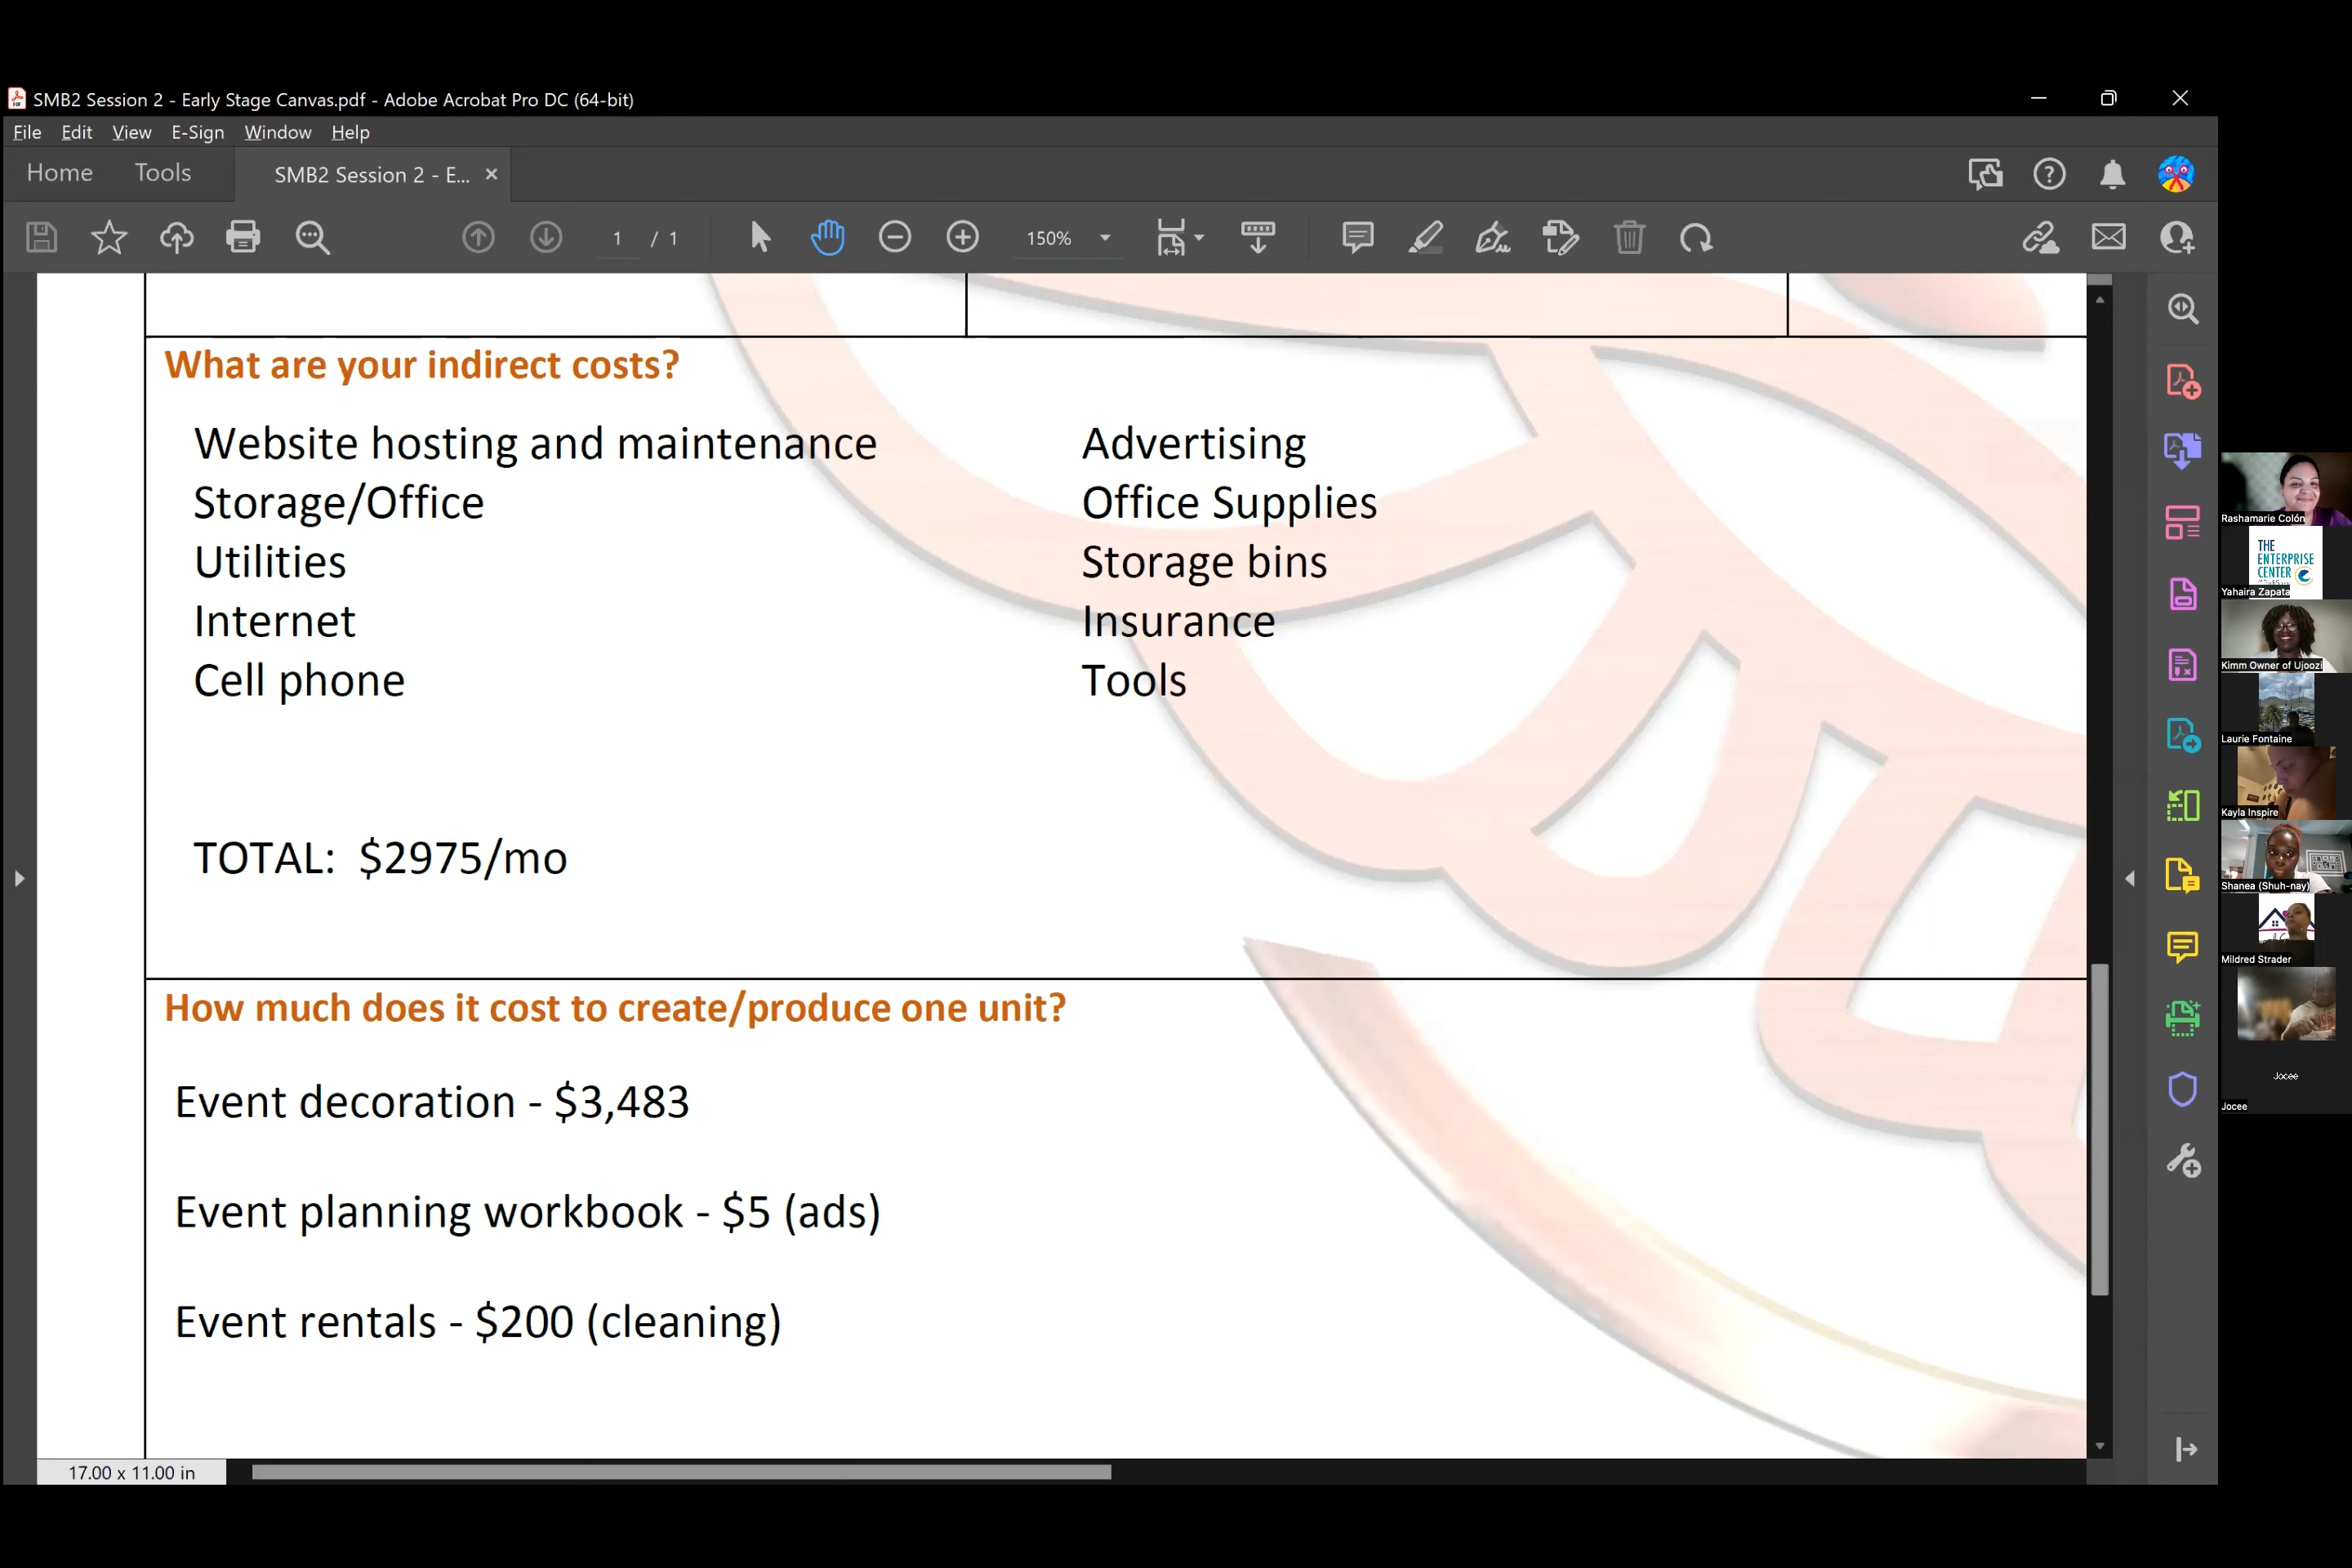 SMB2 Session 2 - Early Stage Canvas.pdf - Adobe Acrobat Pro DC (64-bit)
File Edit View E-Sign Window Help
Home Tools SMB2 Session 2 - E...
1 / 1 150%
What are your indirect costs?
Website hosting and maintenance
Storage/Office
Utilities
Internet
Cell phone
Advertising
Office Supplies
Storage bins
Insurance
Tools
TOTAL: $2975/mo
How much does it cost to create/produce one unit?
Event decoration - $3,483
Event planning workbook - $5 (ads)
Event rentals - $200 (cleaning)
17.00 x 11.00 in
Rashamarie Colón
THE
ENTERPRISE
CENTER
Yahaira Zapata
Kimm Owner of Ujoozi
Laurie Fontaine
Kayla Inspire
Shanea (Shuh-nay)
Mildred Strader
Jocee
Jocee